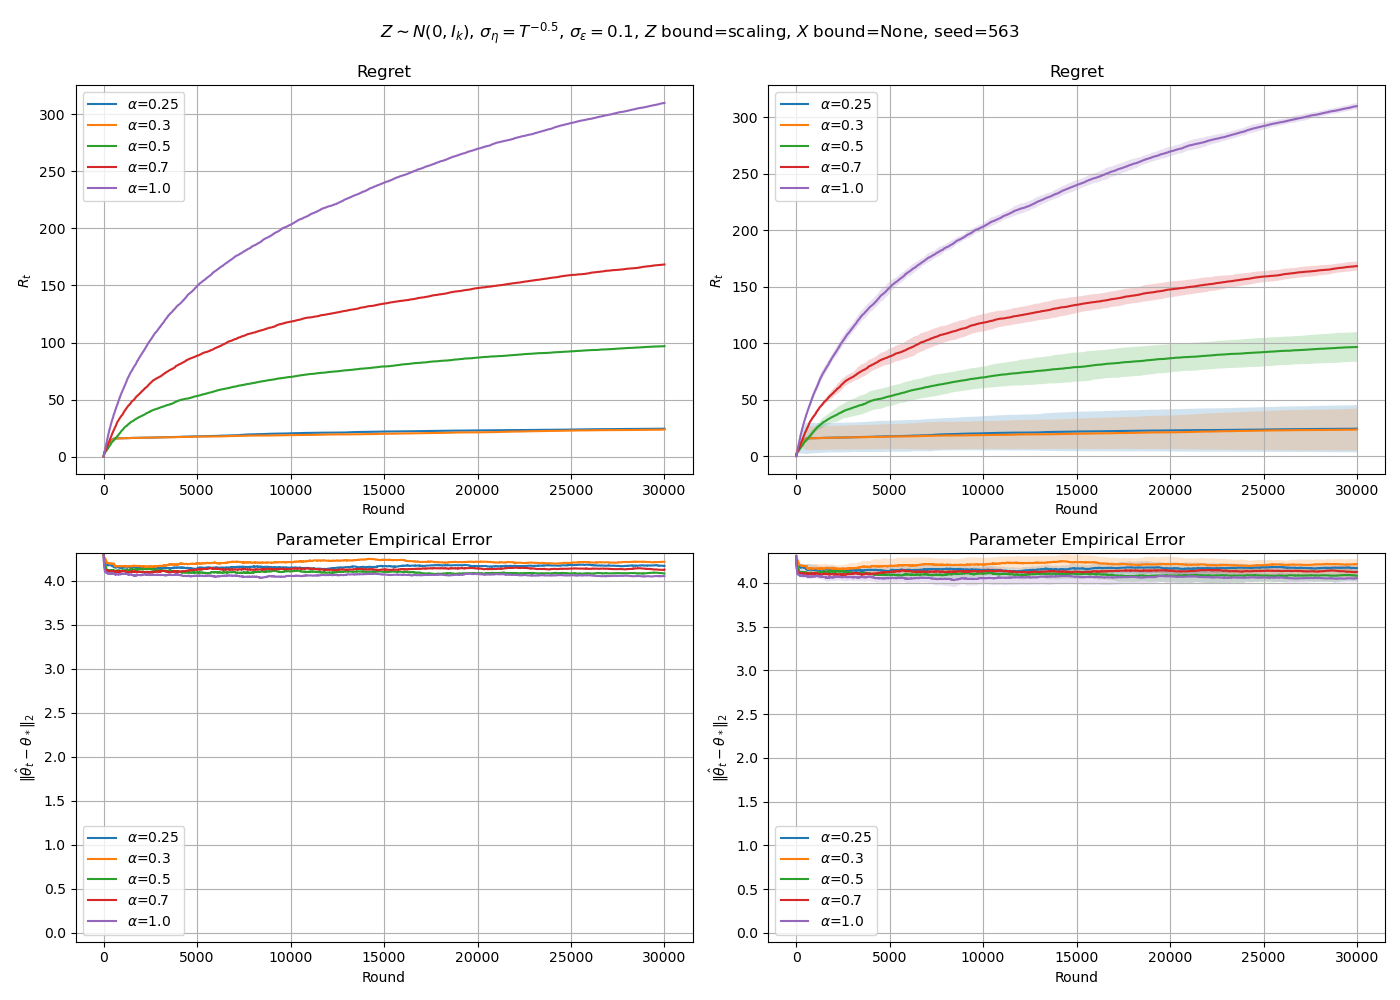 Z ∼ N(0, I_k), σ_η = T^{−0.5}, σ_ε = 0.1, Z bound=scaling, X bound=None, seed=563
Regret
R_t
300
250
200
150
100
50
0
0 5000 10000 15000 20000 25000 30000
Round
α=0.25
α=0.3
α=0.5
α=0.7
α=1.0
Regret
R_t
300
250
200
150
100
50
0
0 5000 10000 15000 20000 25000 30000
Round
α=0.25
α=0.3
α=0.5
α=0.7
α=1.0
Parameter Empirical Error
‖θ̂_t − θ_*‖_2
4.0
3.5
3.0
2.5
2.0
1.5
1.0
0.5
0.0
0 5000 10000 15000 20000 25000 30000
Round
α=0.25
α=0.3
α=0.5
α=0.7
α=1.0
Parameter Empirical Error
‖θ̂_t − θ_*‖_2
4.0
3.5
3.0
2.5
2.0
1.5
1.0
0.5
0.0
0 5000 10000 15000 20000 25000 30000
Round
α=0.25
α=0.3
α=0.5
α=0.7
α=1.0